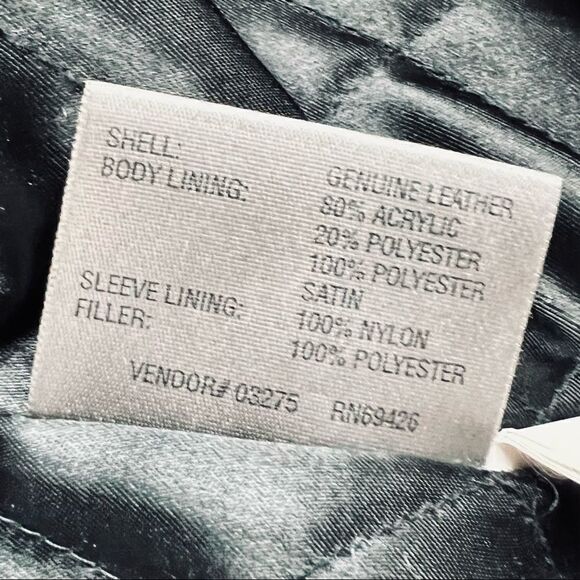 SHELL: GENUINE LEATHER
BODY LINING: 80% ACRYLIC
20% POLYESTER
100% POLYESTER
SATIN
SLEEVE LINING: 100% NYLON
FILLER: 100% POLYESTER
VENDOR# 03275 RN69426